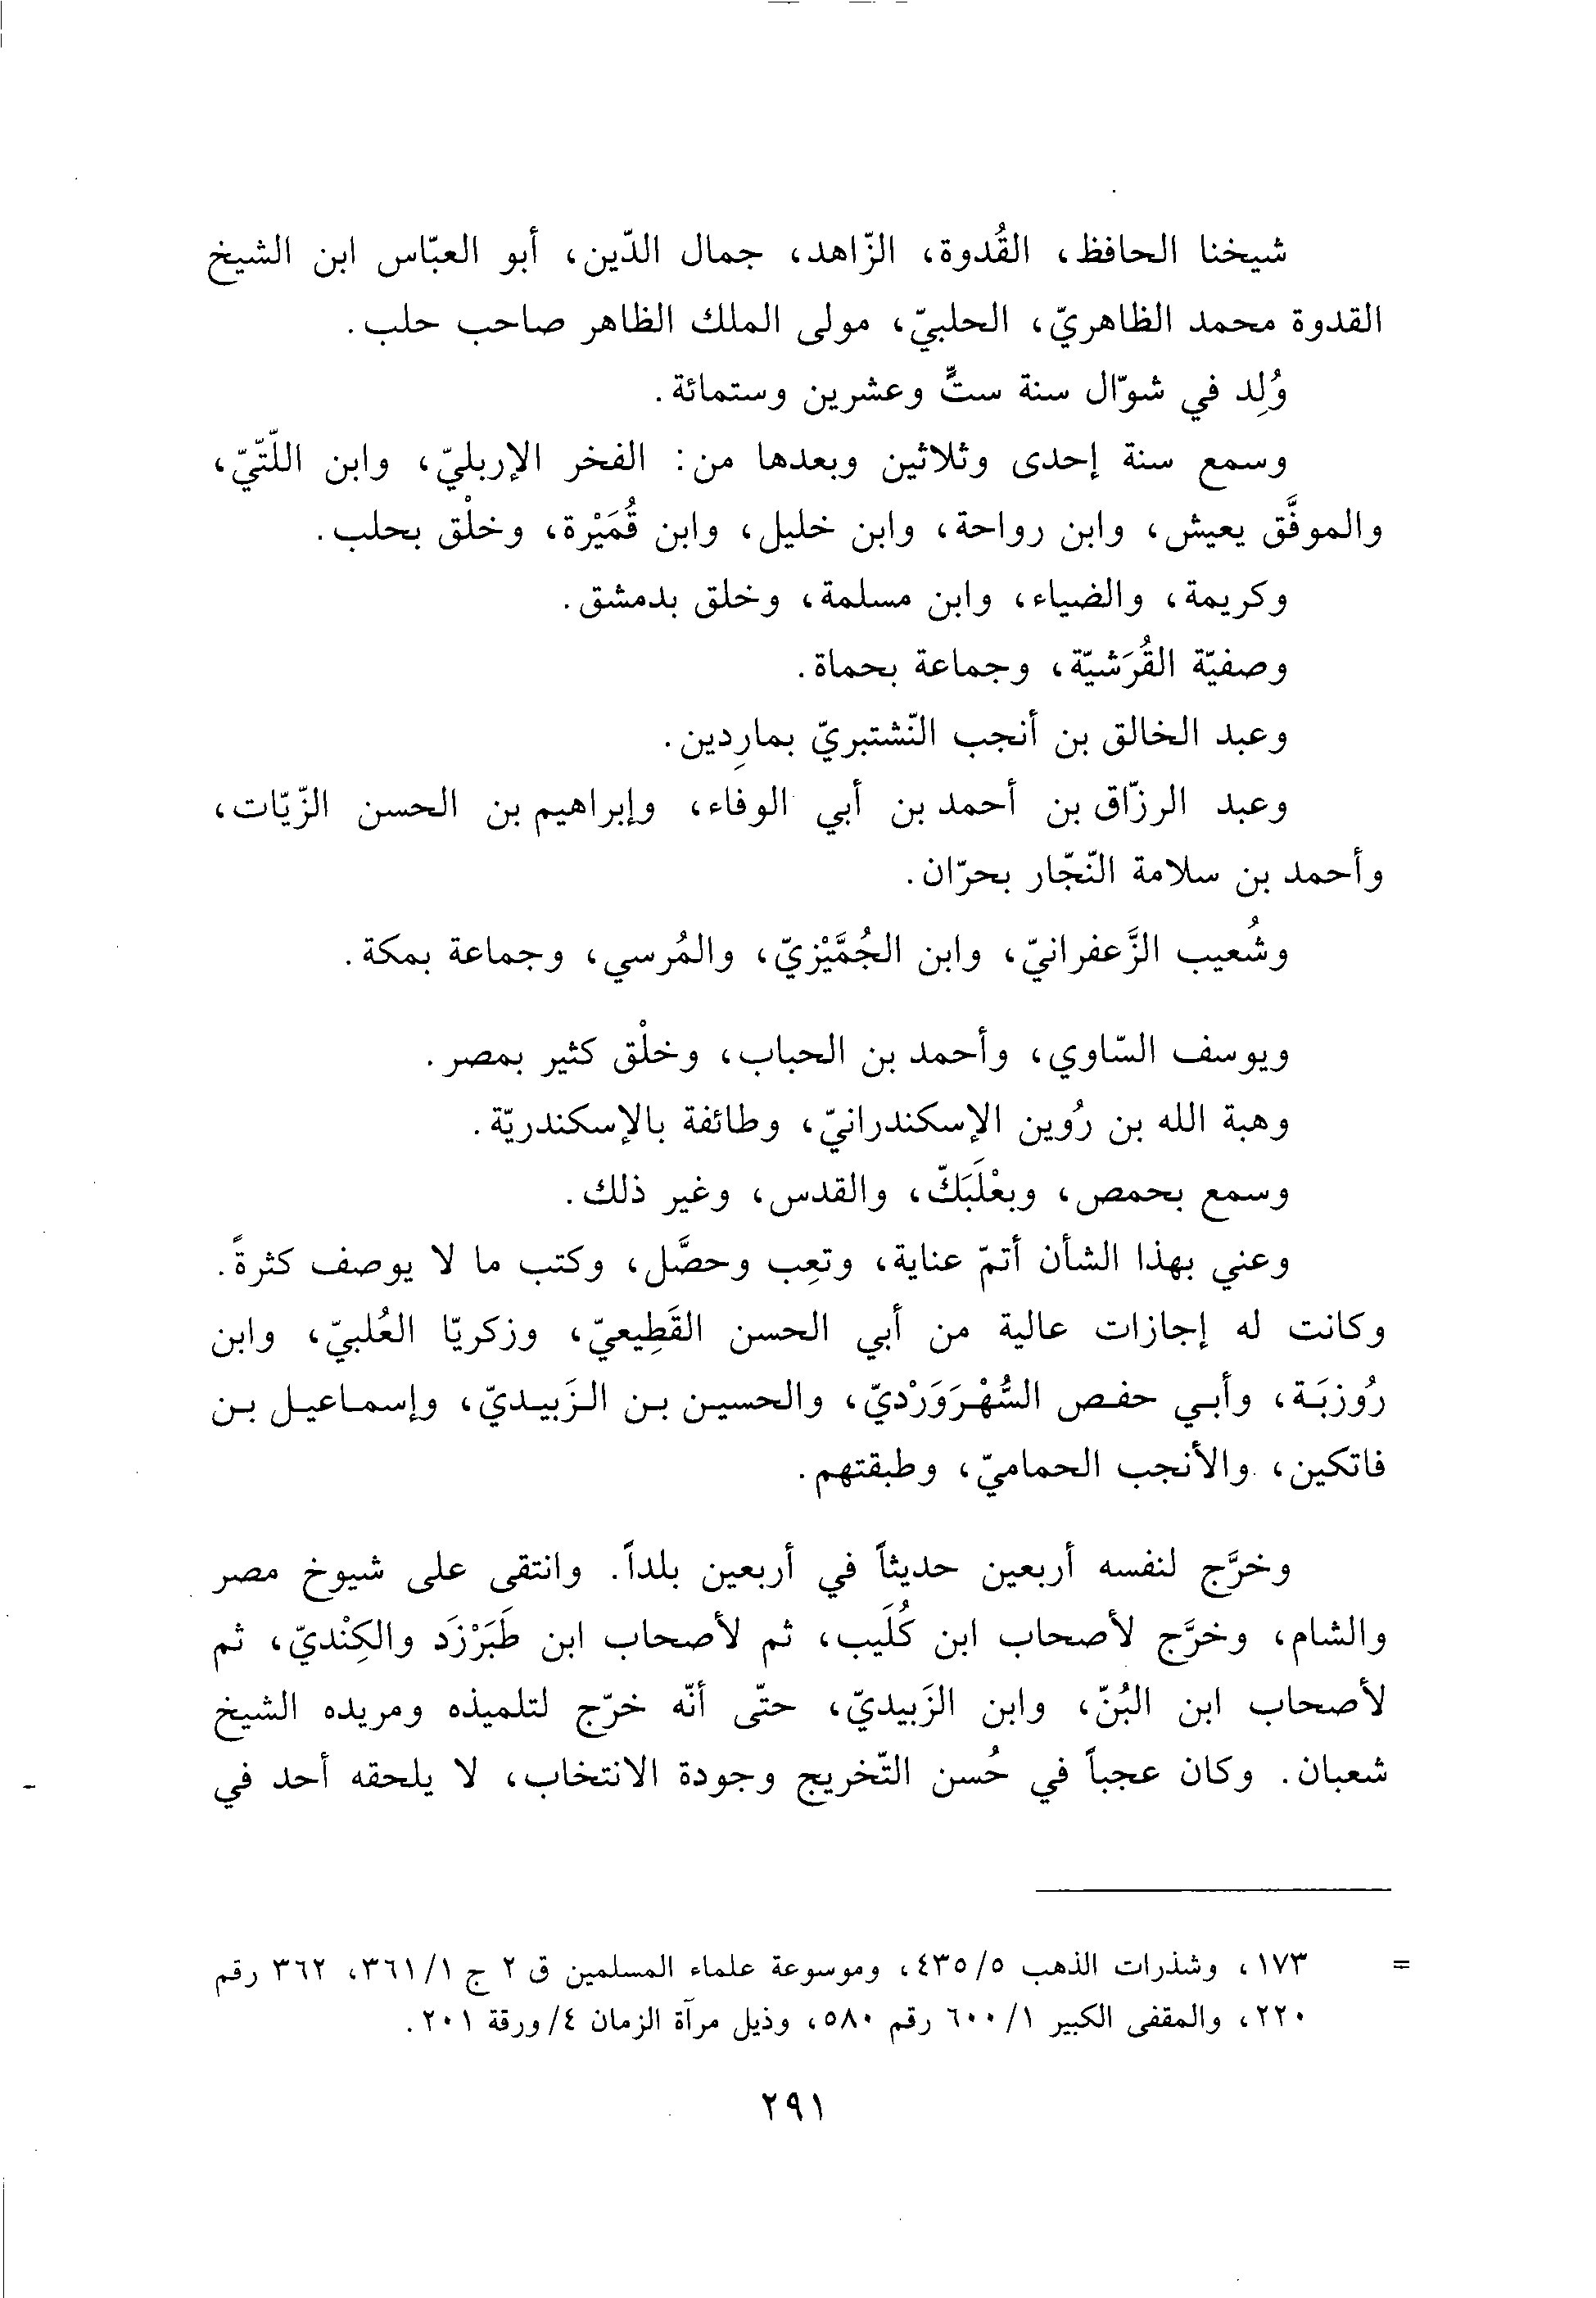 شيخنا الحافظ، القُدوة، الزّاهد، جمال الدّين، أبو العبّاس ابن الشيخ
القدوة محمد الظاهريّ، الحلبيّ، مولى الملك الظاهر صاحب حلب.
وُلِد في شوّال سنة ستٍّ وعشرين وستمائة.
وسمع سنة إحدى وثلاثين وبعدها من: الفخر الإربليّ، وابن اللّتّيّ،
والموفَّق يعيش، وابن رواحة، وابن خليل، وابن قُمَيْرة، وخلْق بحلب.
وكريمة، والضياء، وابن مسلمة، وخلق بدمشق.
وصفيّة القُرَشيّة، وجماعة بحماة.
وعبد الخالق بن أنجب النّشتبريّ بمارِدين.
وعبد الرزّاق بن أحمد بن أبي الوفاء، وإبراهيم بن الحسن الزّيّات،
وأحمد بن سلامة النّجّار بحرّان.
وشُعيب الزَّعفرانيّ، وابن الجُمَّيْزيّ، والمُرسي، وجماعة بمكة.
ويوسف السّاوي، وأحمد بن الحباب، وخلْق كثير بمصر.
وهبة الله بن رُوين الإسكندرانيّ، وطائفة بالإسكندريّة.
وسمع بحمص، وبعْلَبَكّ، والقدس، وغير ذلك.
وعني بهذا الشأن أتمّ عناية، وتعِب وحصَّل، وكتب ما لا يوصف كثرةً.
وكانت له إجازات عالية من أبي الحسن القَطِيعيّ، وزكريّا العُلبيّ، وابن
رُوزبَة، وأبي حفص السُّهْرَوَرْديّ، والحسين بن الزَبيديّ، وإسماعيل بن
فاتكين، والأنجب الحماميّ، وطبقتهم.
وخرَّج لنفسه أربعين حديثاً في أربعين بلداً. وانتقى على شيوخ مصر
والشام، وخرَّج لأصحاب ابن كُلَيب، ثم لأصحاب ابن طَبَرْزَد والكِنْديّ، ثم
لأصحاب ابن البُنّ، وابن الزَبيديّ، حتّى أنّه خرّج لتلميذه ومريده الشيخ
شعبان. وكان عجباً في حُسن التّخريج وجودة الانتخاب، لا يلحقه أحد في
= ١٧٣، وشذرات الذهب ٤٣٥/٥، وموسوعة علماء المسلمين ق ٢ ج ٣٦١/١، ٣٦٢ رقم
٢٢٠، والمقفى الكبير ٦٠٠/١ رقم ٥٨٠، وذيل مرآة الزمان ٤/ورقة ٢٠١.
٢٩١